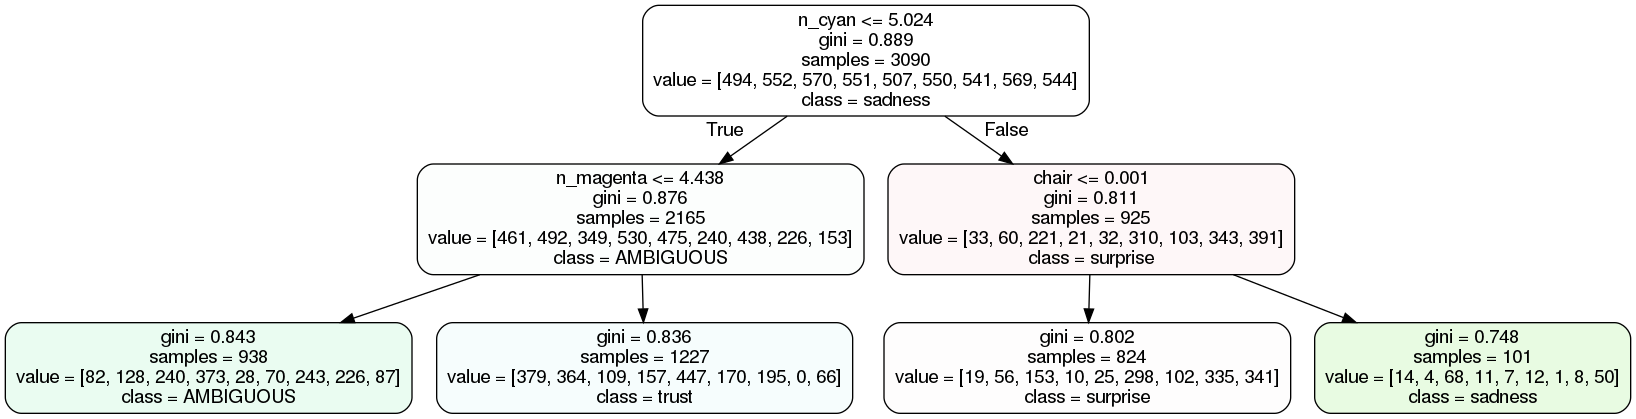 n_cyan <= 5.024
gini = 0.889
samples = 3090
value = [494, 552, 570, 551, 507, 550, 541, 569, 544]
class = sadness
True
False
n_magenta <= 4.438
gini = 0.876
samples = 2165
value = [461, 492, 349, 530, 475, 240, 438, 226, 153]
class = AMBIGUOUS
chair <= 0.001
gini = 0.811
samples = 925
value = [33, 60, 221, 21, 32, 310, 103, 343, 391]
class = surprise
gini = 0.843
samples = 938
value = [82, 128, 240, 373, 28, 70, 243, 226, 87]
class = AMBIGUOUS
gini = 0.836
samples = 1227
value = [379, 364, 109, 157, 447, 170, 195, 0, 66]
class = trust
gini = 0.802
samples = 824
value = [19, 56, 153, 10, 25, 298, 102, 335, 341]
class = surprise
gini = 0.748
samples = 101
value = [14, 4, 68, 11, 7, 12, 1, 8, 50]
class = sadness